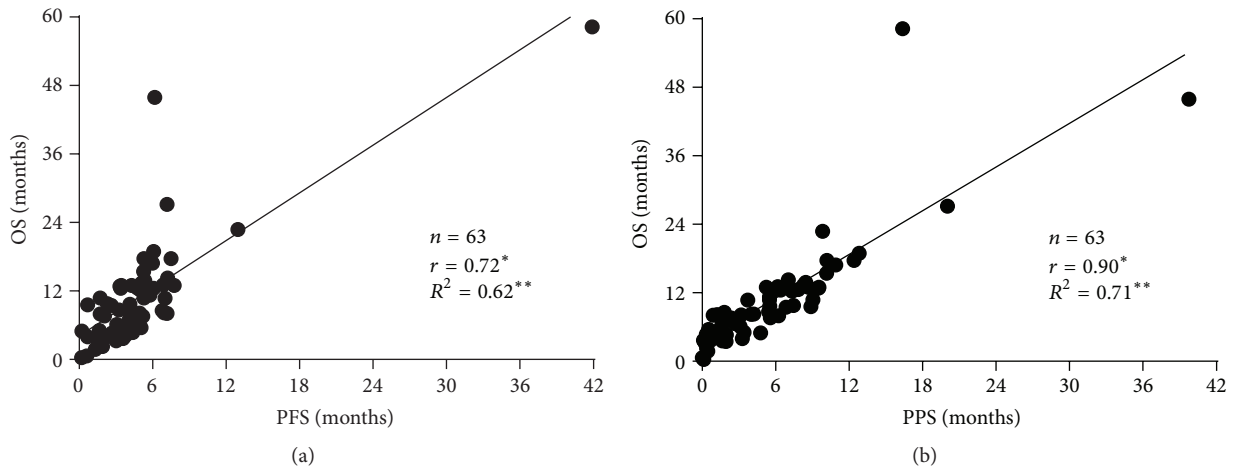 60
48
36
24
12
0
OS (months)
n = 63
r = 0.72*
R² = 0.62**
0 6 12 18 24 30 36 42
PFS (months)
(a)
60
48
36
24
12
0
OS (months)
n = 63
r = 0.90*
R² = 0.71**
0 6 12 24 30 36 42
PPS (months)
(b)